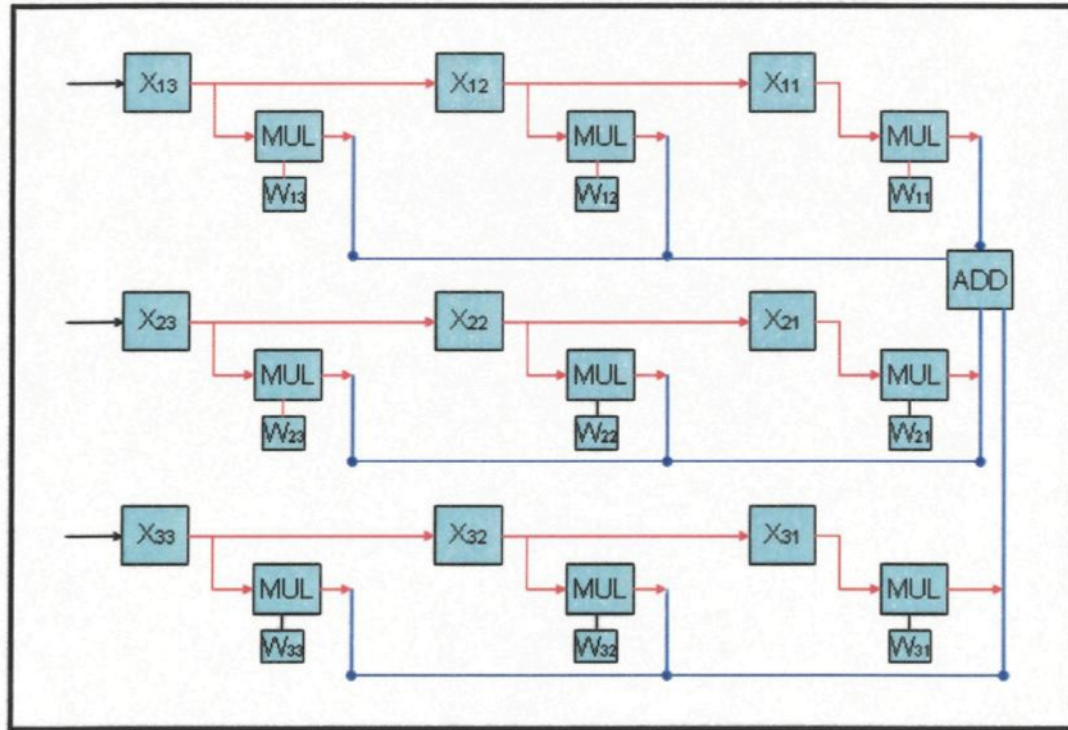 X13 X12 X11
MUL MUL MUL
W13 W12 W11
ADD
X23 X22 X21
MUL MUL MUL
W23 W22 W21
X33 X32 X31
MUL MUL MUL
W33 W32 W31